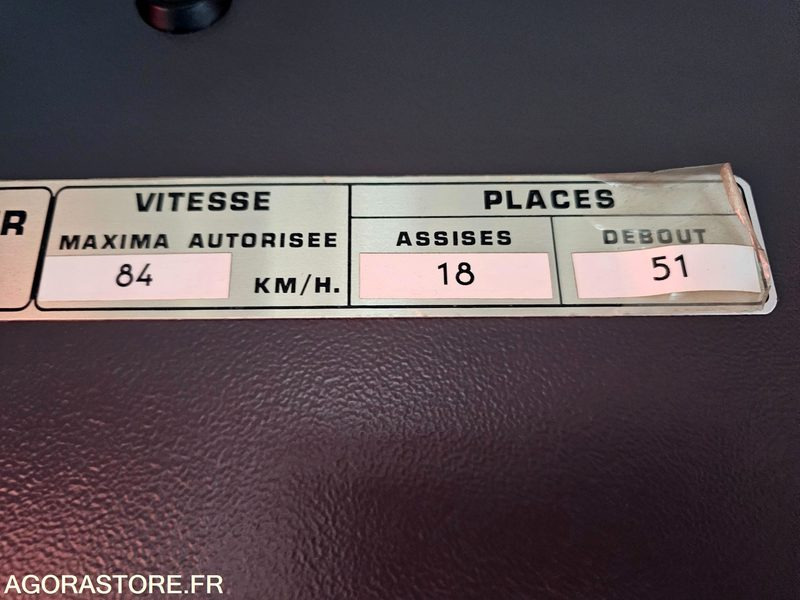 R
VITESSE
MAXIMA AUTORISEE
84 KM/H.
PLACES
ASSISES DEBOUT
18 51
AGORASTORE.FR